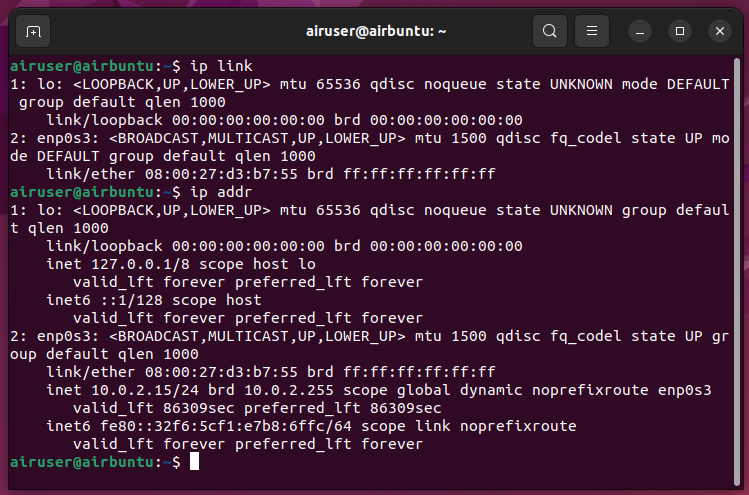 airuser@airbuntu: ~
airuser@airbuntu:~$ ip link
1: lo: <LOOPBACK,UP,LOWER_UP> mtu 65536 qdisc noqueue state UNKNOWN mode DEFAULT
 group default qlen 1000
    link/loopback 00:00:00:00:00:00 brd 00:00:00:00:00:00
2: enp0s3: <BROADCAST,MULTICAST,UP,LOWER_UP> mtu 1500 qdisc fq_codel state UP mo
de DEFAULT group default qlen 1000
    link/ether 08:00:27:d3:b7:55 brd ff:ff:ff:ff:ff:ff
airuser@airbuntu:~$ ip addr
1: lo: <LOOPBACK,UP,LOWER_UP> mtu 65536 qdisc noqueue state UNKNOWN group defaul
t qlen 1000
    link/loopback 00:00:00:00:00:00 brd 00:00:00:00:00:00
    inet 127.0.0.1/8 scope host lo
       valid_lft forever preferred_lft forever
    inet6 ::1/128 scope host
       valid_lft forever preferred_lft forever
2: enp0s3: <BROADCAST,MULTICAST,UP,LOWER_UP> mtu 1500 qdisc fq_codel state UP gr
oup default qlen 1000
    link/ether 08:00:27:d3:b7:55 brd ff:ff:ff:ff:ff:ff
    inet 10.0.2.15/24 brd 10.0.2.255 scope global dynamic noprefixroute enp0s3
       valid_lft 86309sec preferred_lft 86309sec
    inet6 fe80::32f6:5cf1:e7b8:6ffc/64 scope link noprefixroute
       valid_lft forever preferred_lft forever
airuser@airbuntu:~$